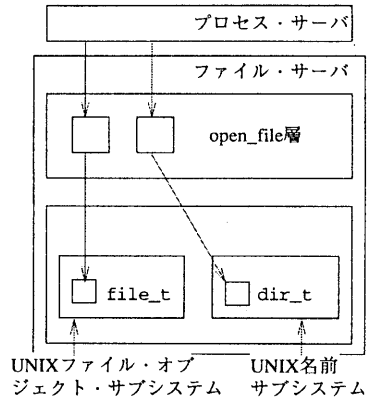 プロセス・サーバ
ファイル・サーバ
open_file層
file_t
dir_t
UNIXファイル・オブ
ジェクト・サブシステム
UNIX名前
サブシステム